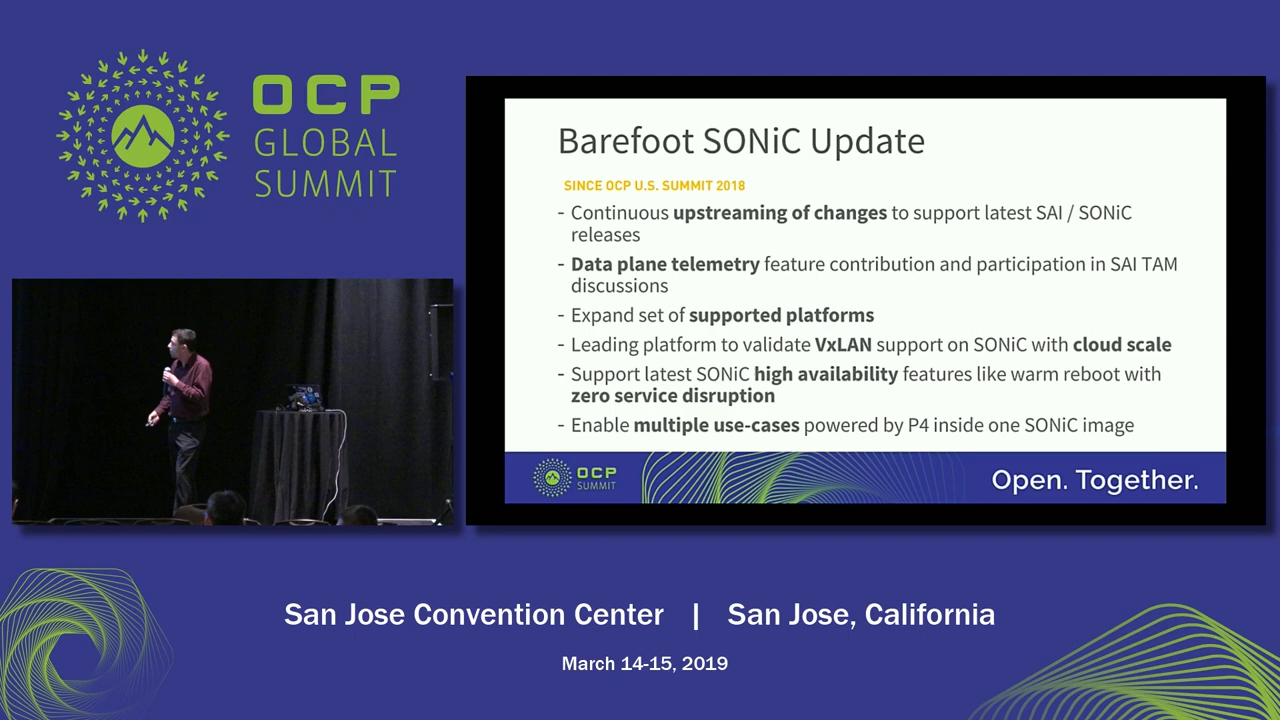 OCP
GLOBAL
SUMMIT
Barefoot SONiC Update
SINCE OCP U.S. SUMMIT 2018
- Continuous upstreaming of changes to support latest SAI / SONiC
releases
- Data plane telemetry feature contribution and participation in SAI TAM
discussions
- Expand set of supported platforms
- Leading platform to validate VxLAN support on SONiC with cloud scale
- Support latest SONiC high availability features like warm reboot with
zero service disruption
- Enable multiple use-cases powered by P4 inside one SONiC image
OCP
SUMMIT
Open. Together.
San Jose Convention Center | San Jose, California
March 14-15, 2019